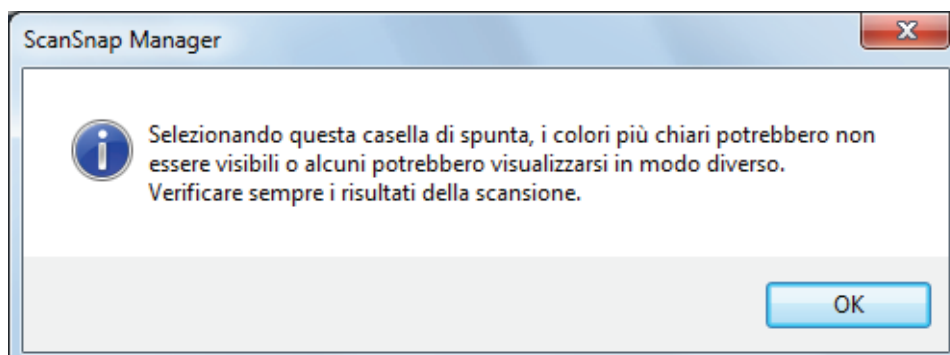 ScanSnap Manager
Selezionando questa casella di spunta, i colori più chiari potrebbero non
essere visibili o alcuni potrebbero visualizzarsi in modo diverso.
Verificare sempre i risultati della scansione.
OK